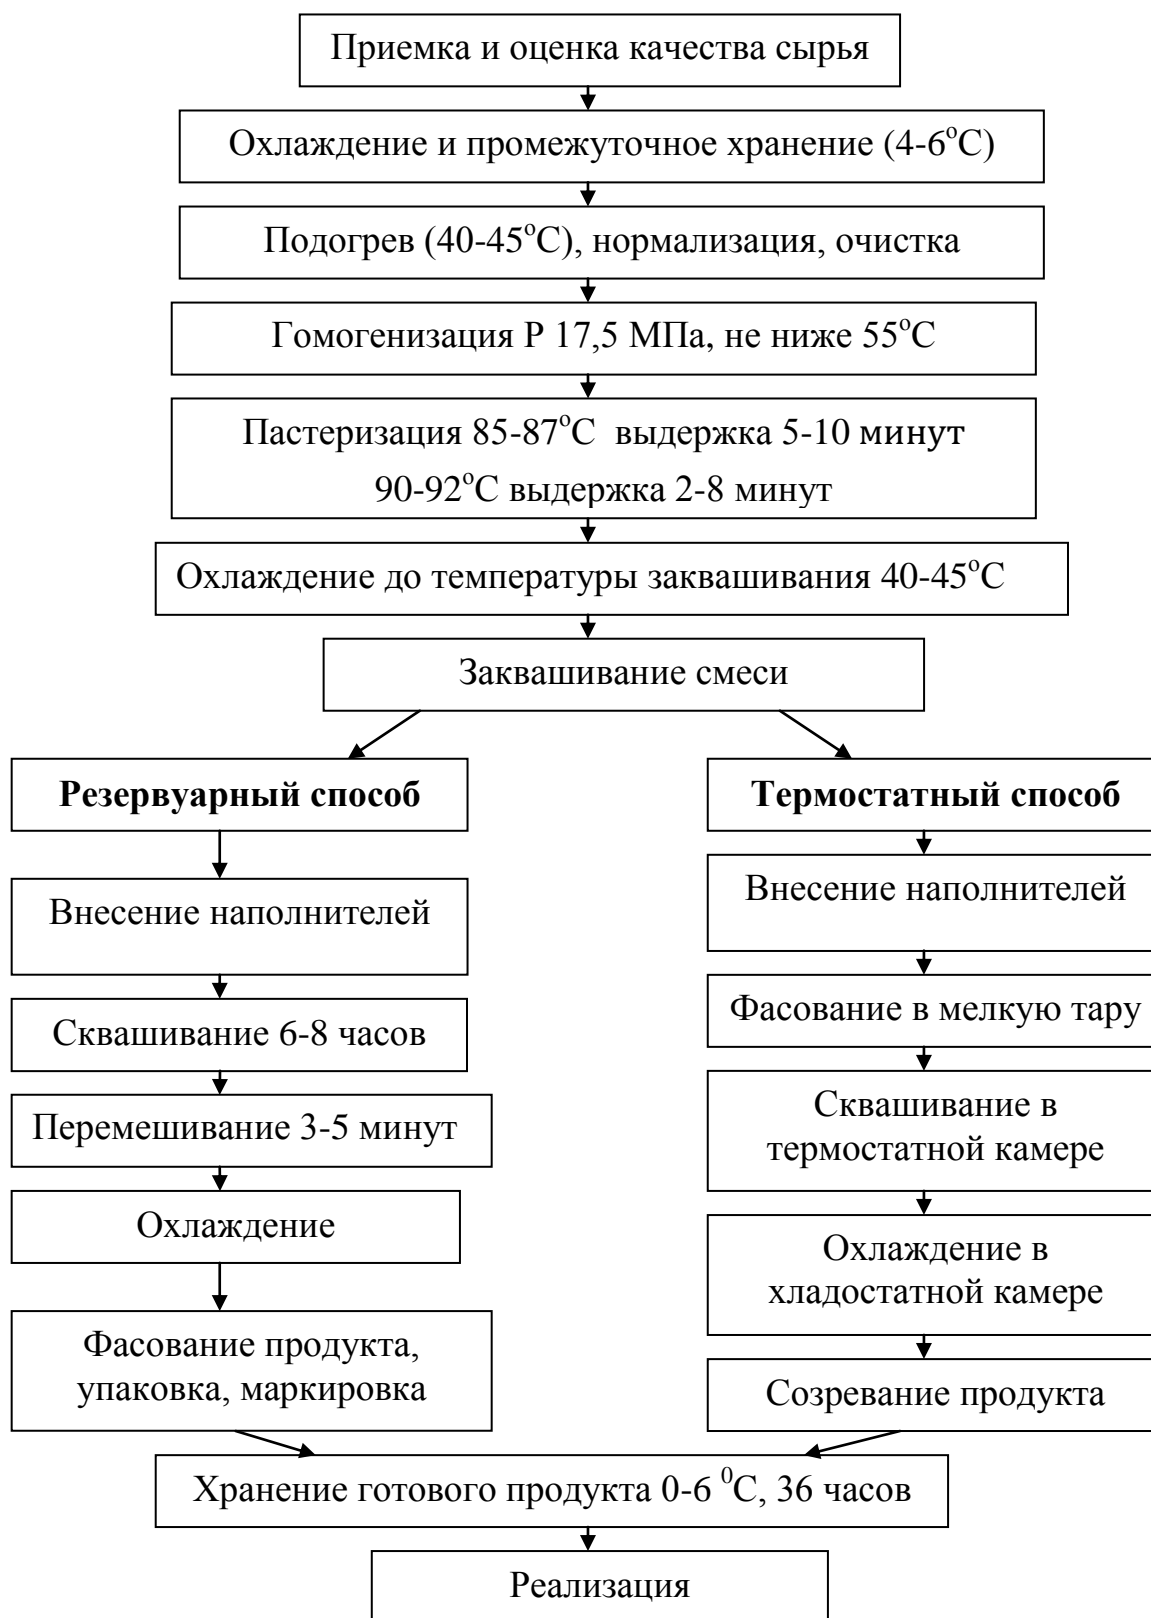 Приемка и оценка качества сырья
Охлаждение и промежуточное хранение (4-6°С)
Подогрев (40-45°С), нормализация, очистка
Гомогенизация Р 17,5 МПа, не ниже 55°С
Пастеризация 85-87°С выдержка 5-10 минут
90-92°С выдержка 2-8 минут
Охлаждение до температуры заквашивания 40-45°С
Заквашивание смеси
Резервуарный способ
Внесение наполнителей
Сквашивание 6-8 часов
Перемешивание 3-5 минут
Охлаждение
Фасование продукта,
упаковка, маркировка
Термостатный способ
Внесение наполнителей
Фасование в мелкую тару
Сквашивание в
термостатной камере
Охлаждение в
хладостатной камере
Созревание продукта
Хранение готового продукта 0-6 ⁰С, 36 часов
Реализация